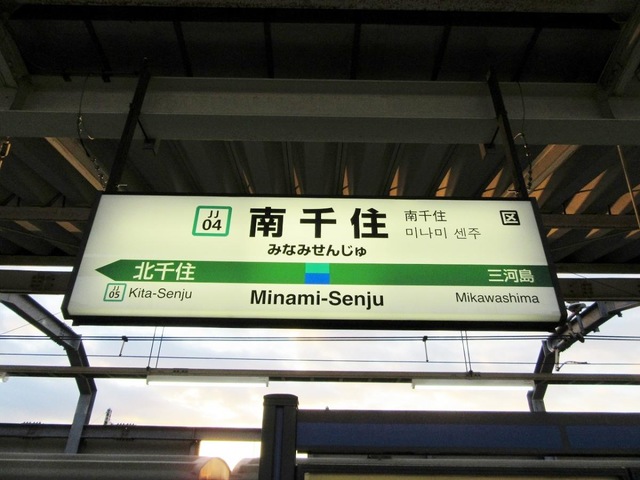 JJ
04
南千住
南千住
미나미 센주
区
みなみせんじゅ
北千住
三河島
JJ
05
Kita-Senju
Minami-Senju
Mikawashima